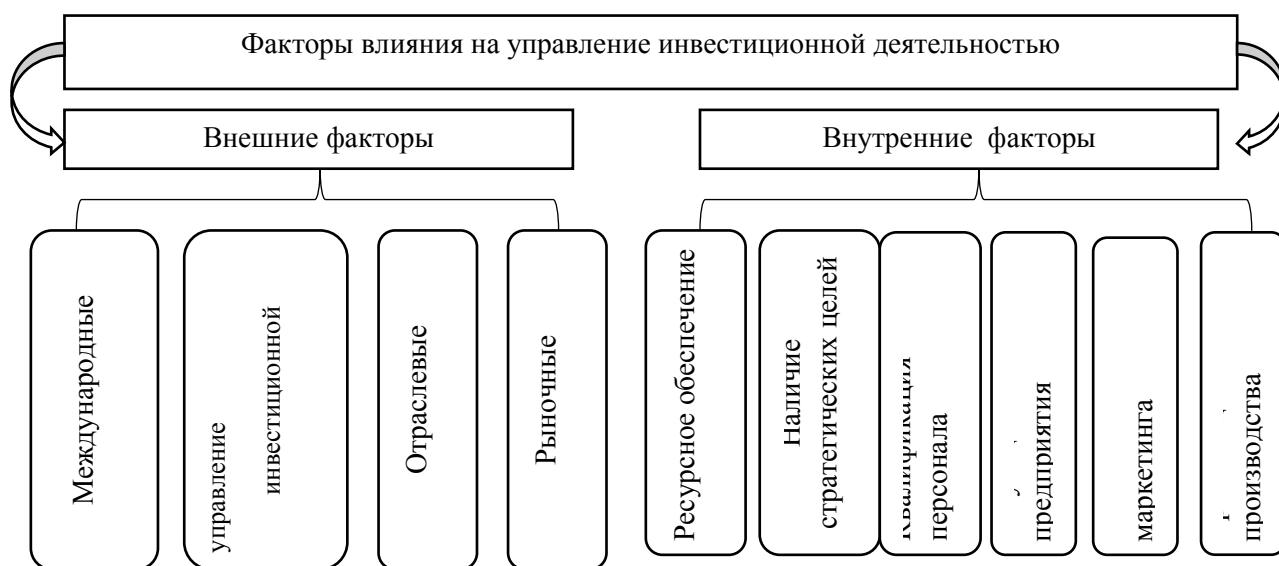 Факторы влияния на управление инвестиционной деятельностью
Внешние факторы
Внутренние факторы
Международные
управление
инвестиционной
Отраслевые
Рыночные
Ресурсное обеспечение
Наличие
стратегических целей
Квалификация
персонала
предприятия
маркетинга
производства